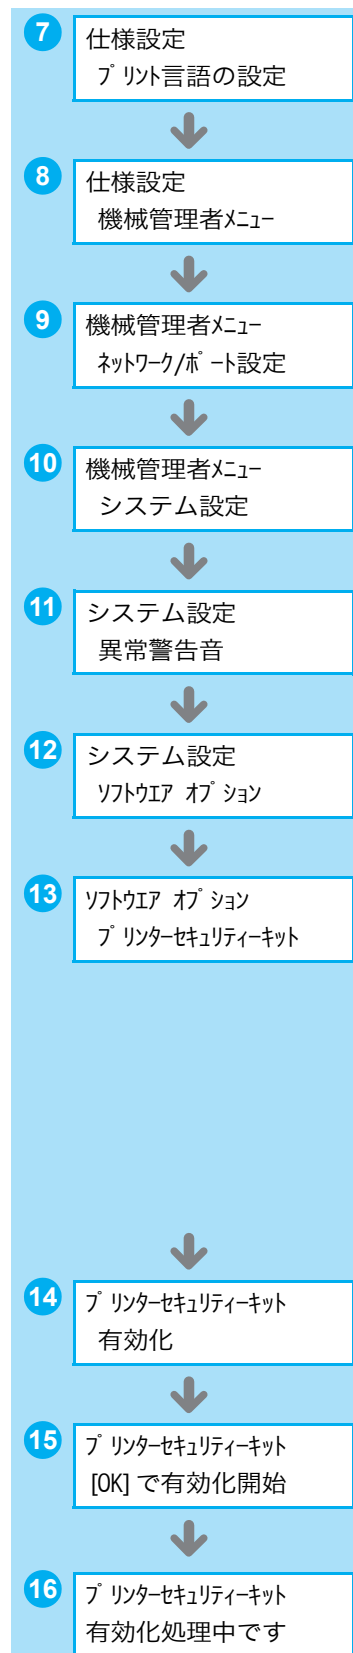 7
仕様設定
プリント言語の設定
8
仕様設定
機械管理者メニュー
9
機械管理者メニュー
ネットワーク/ポート設定
10
機械管理者メニュー
システム設定
11
システム設定
異常警告音
12
システム設定
ソフトウエア オプション
13
ソフトウエア オプション
プリンターセキュリティーキット
14
プリンターセキュリティーキット
有効化
15
プリンターセキュリティーキット
[OK] で有効化開始
16
プリンターセキュリティーキット
有効化処理中です